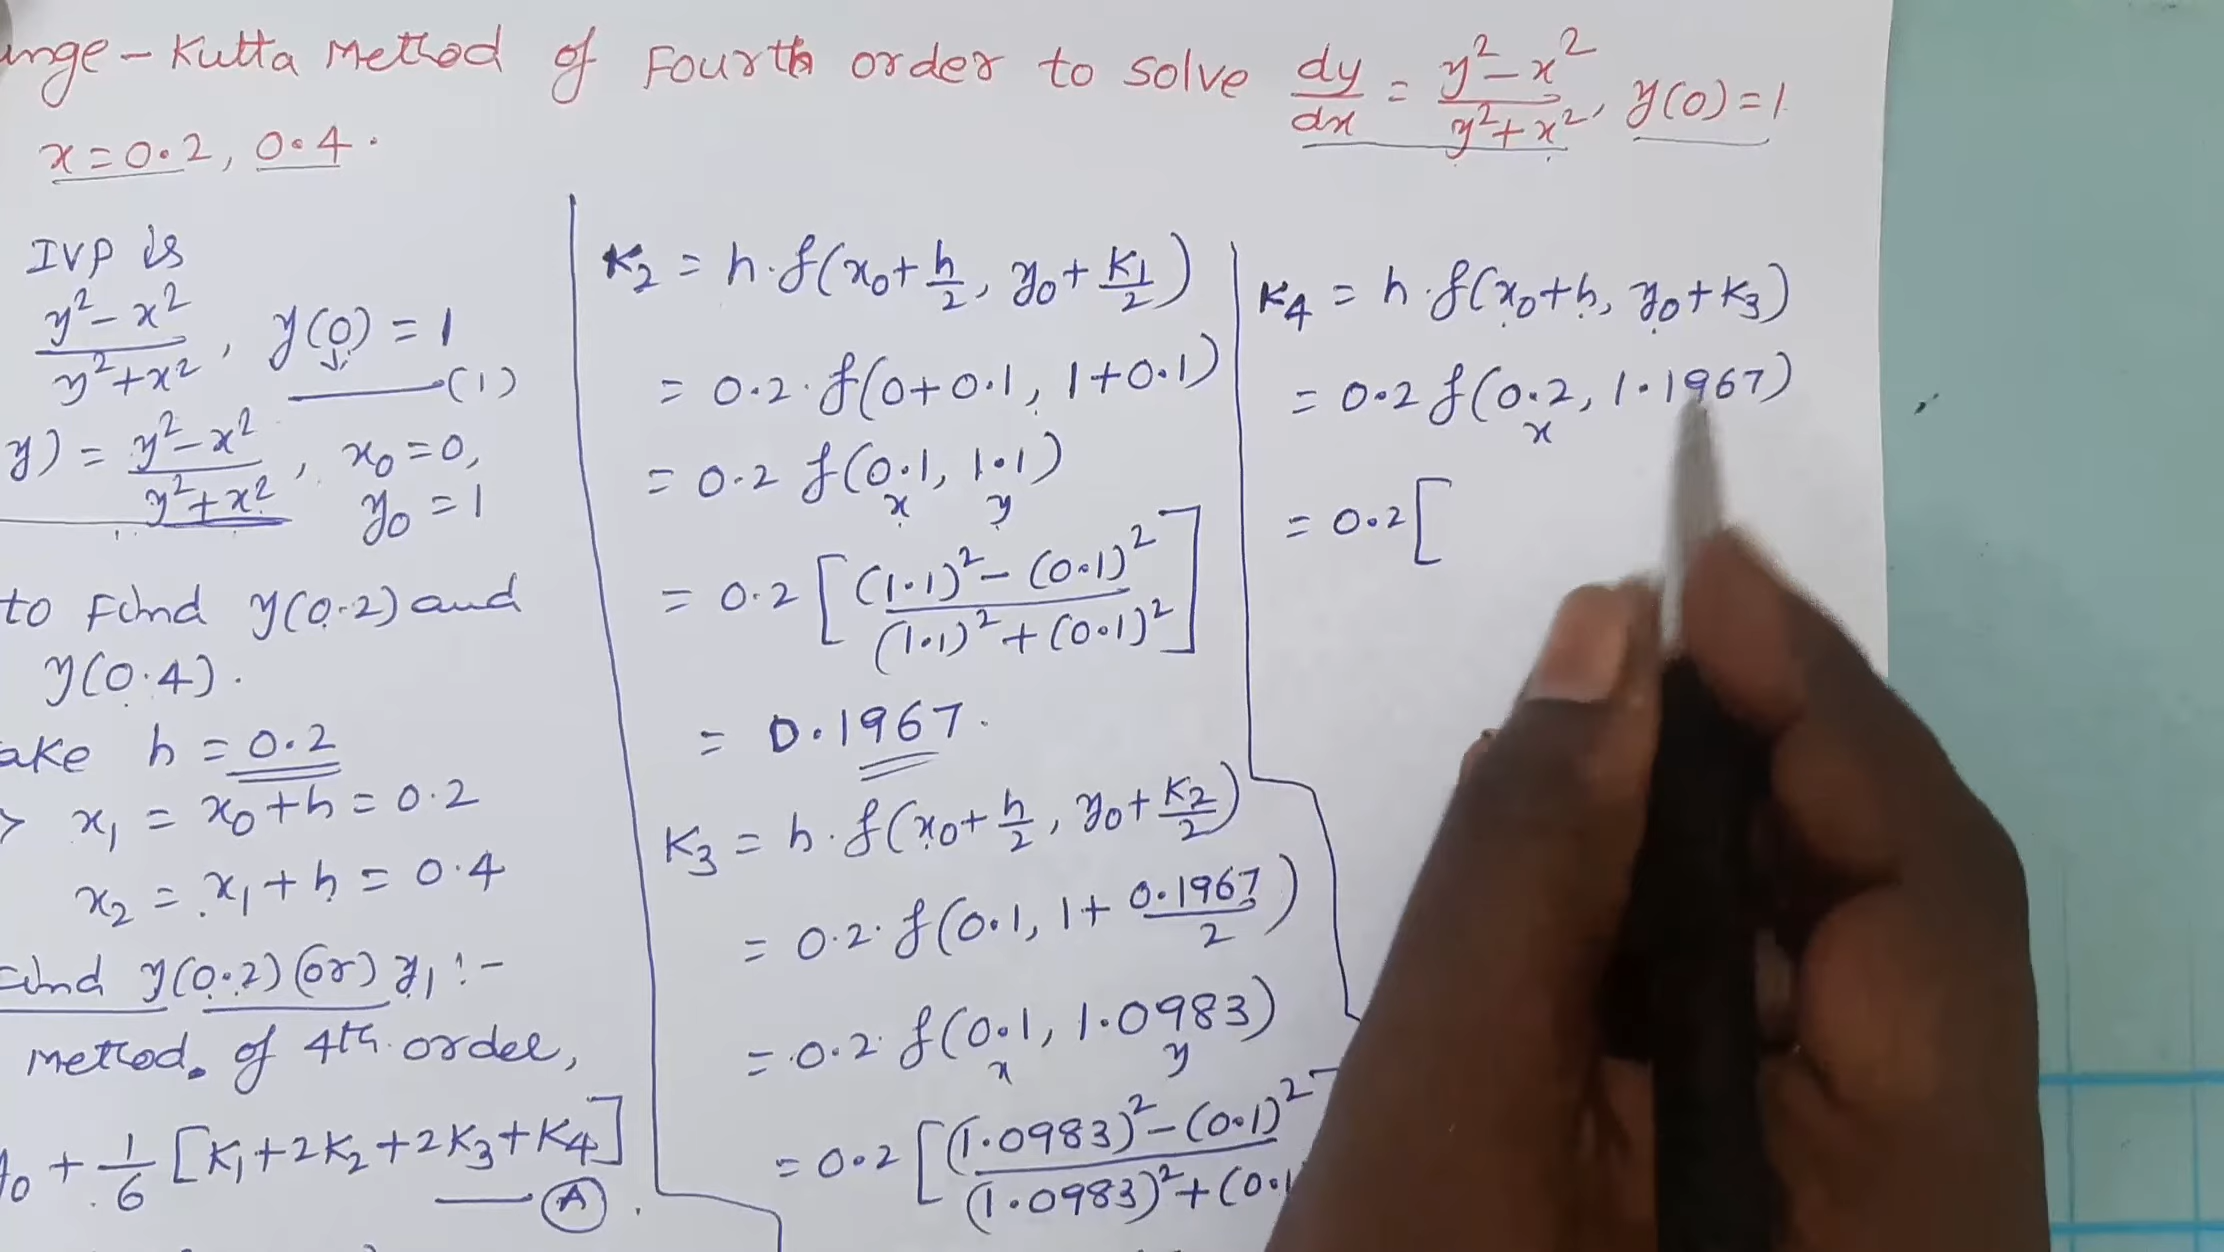 unge-Kutta Method of Fourth order to solve dy/dx = (y²-x²)/(y²+x²), y(0)=1
x=0.2, 0.4.
IVP is
(y²-x²)/(y²+x²), y(0)=1
(1)
y) = (y²-x²)/(y²+x²), x₀=0,
y₀=1
to find y(0.2) and
y(0.4).
ake h = 0.2
> x₁ = x₀+h = 0.2
x₂ = x₁+h = 0.4
Find y(0.2) (or) y₁ :-
method of 4th order,
y₀ + 1/6 [K₁+2K₂+2K₃+K₄]
(A).
K₂ = h.f(x₀+h/2, y₀+K₁/2)
= 0.2.f(0+0.1, 1+0.1)
= 0.2 f(0.1, 1.1)
x y
= 0.2 [((1.1)²-(0.1)²)/((1.1)²+(0.1)²)]
= 0.1967.
K₃ = h.f(x₀+h/2, y₀+K₂/2)
= 0.2.f(0.1, 1+0.1967/2)
= 0.2.f(0.1, 1.0983)
x y
= 0.2 [((1.0983)²-(0.1)²)/((1.0983)²+(0.1
K₄ = h.f(x₀+h, y₀+K₃)
= 0.2 f(0.2, 1.1967)
x
= 0.2 [